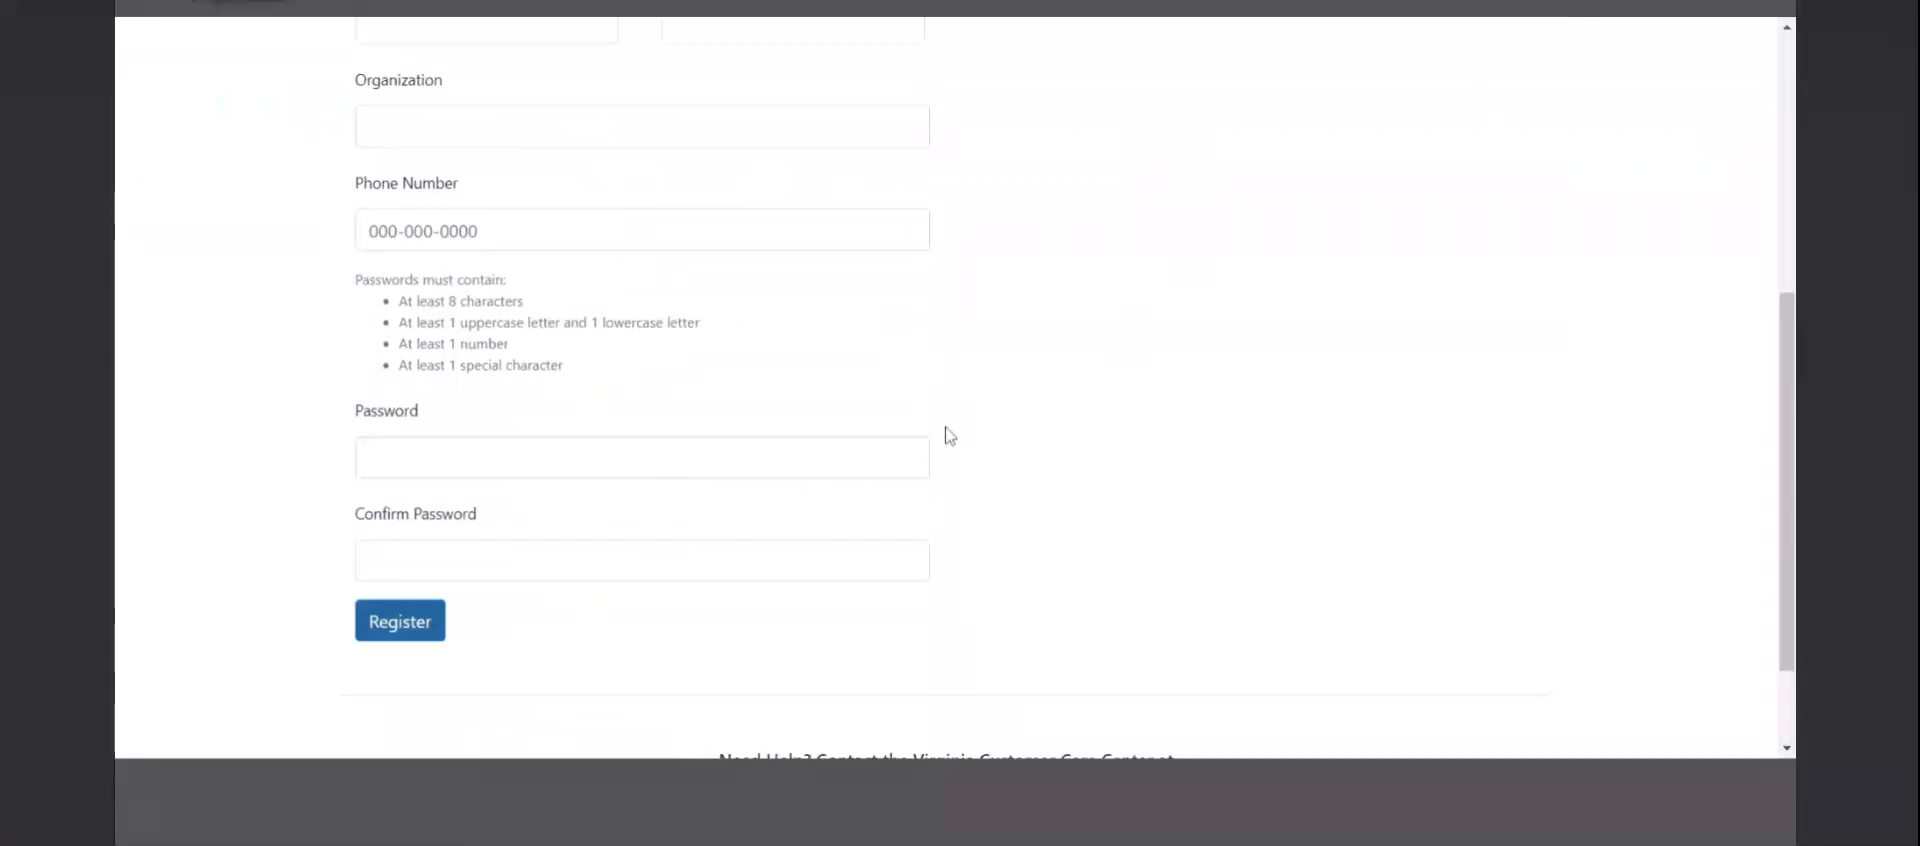 Organization
Phone Number
000-000-0000
Passwords must contain:
At least 8 characters
At least 1 uppercase letter and 1 lowercase letter
At least 1 number
At least 1 special character
Password
Confirm Password
Register
Need Help? Contact the Virginia Customer Care Center at